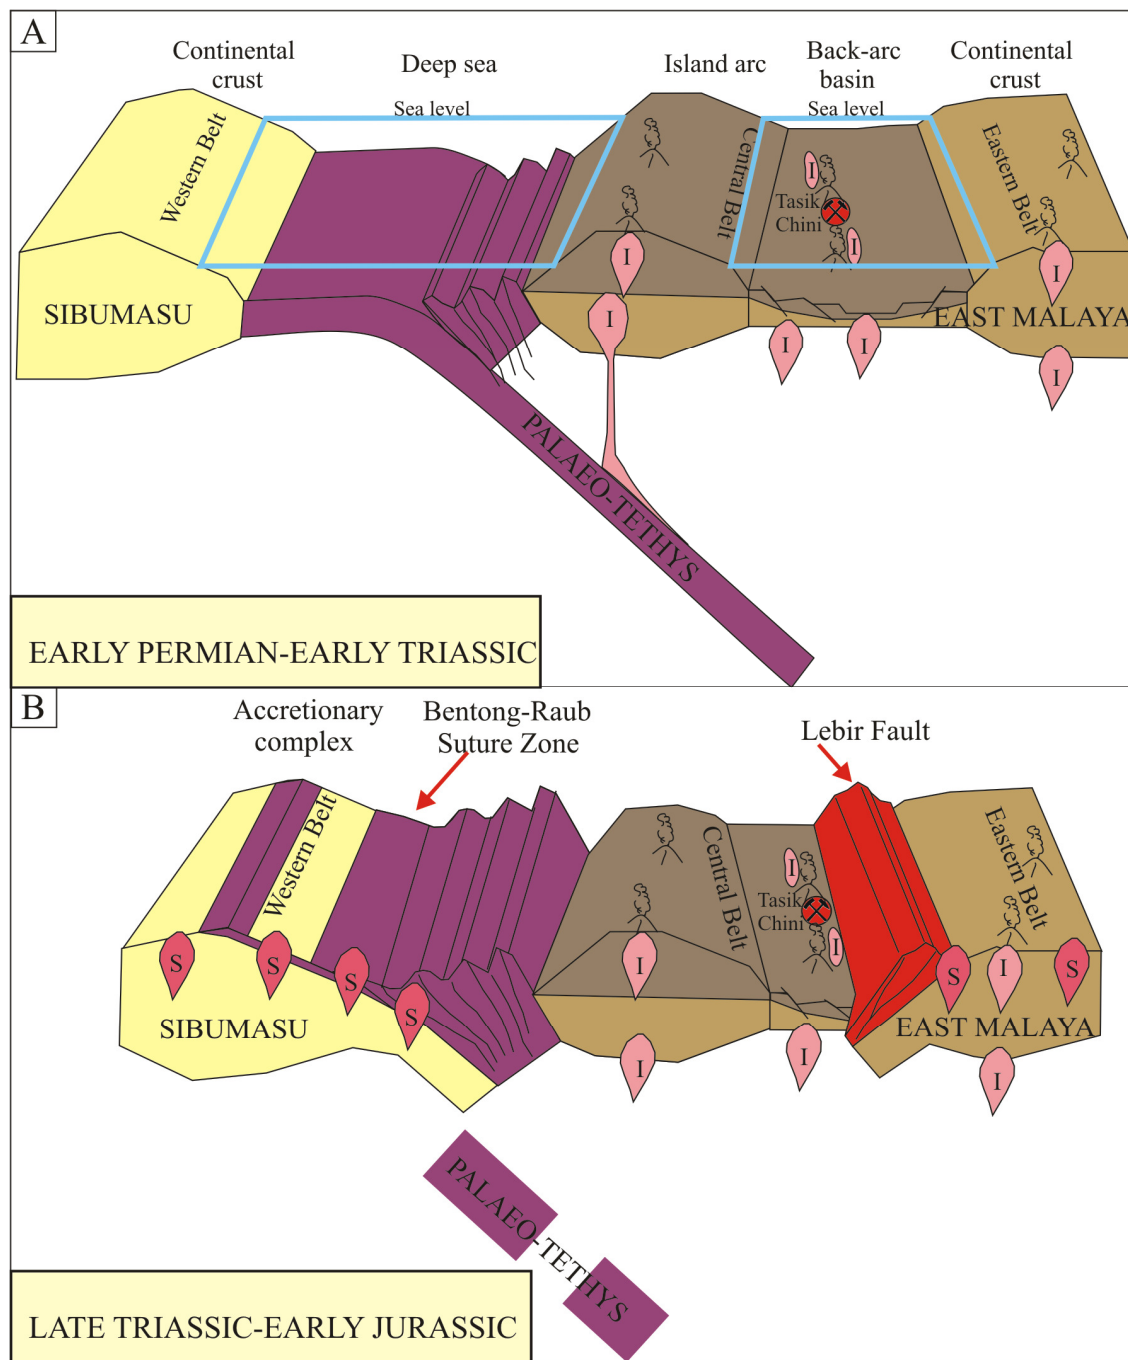 A
Continental
crust
Deep sea
Island arc
Back-arc
basin
Continental
crust
Sea level
Sea level
Western Belt
Central Belt
Eastern Belt
I
Tasik
Chini
I
I
I
SIBUMASU
I
EAST MALAYA
I
I
I
PALAEO-TETHYS
EARLY PERMIAN-EARLY TRIASSIC
B
Accretionary
complex
Bentong-Raub
Suture Zone
Lebir Fault
Western Belt
Central Belt
Eastern Belt
I
Tasik
Chini
I
S
S
S
S
I
S
I
S
SIBUMASU
EAST MALAYA
I
I
I
PALAEO-TETHYS
LATE TRIASSIC-EARLY JURASSIC